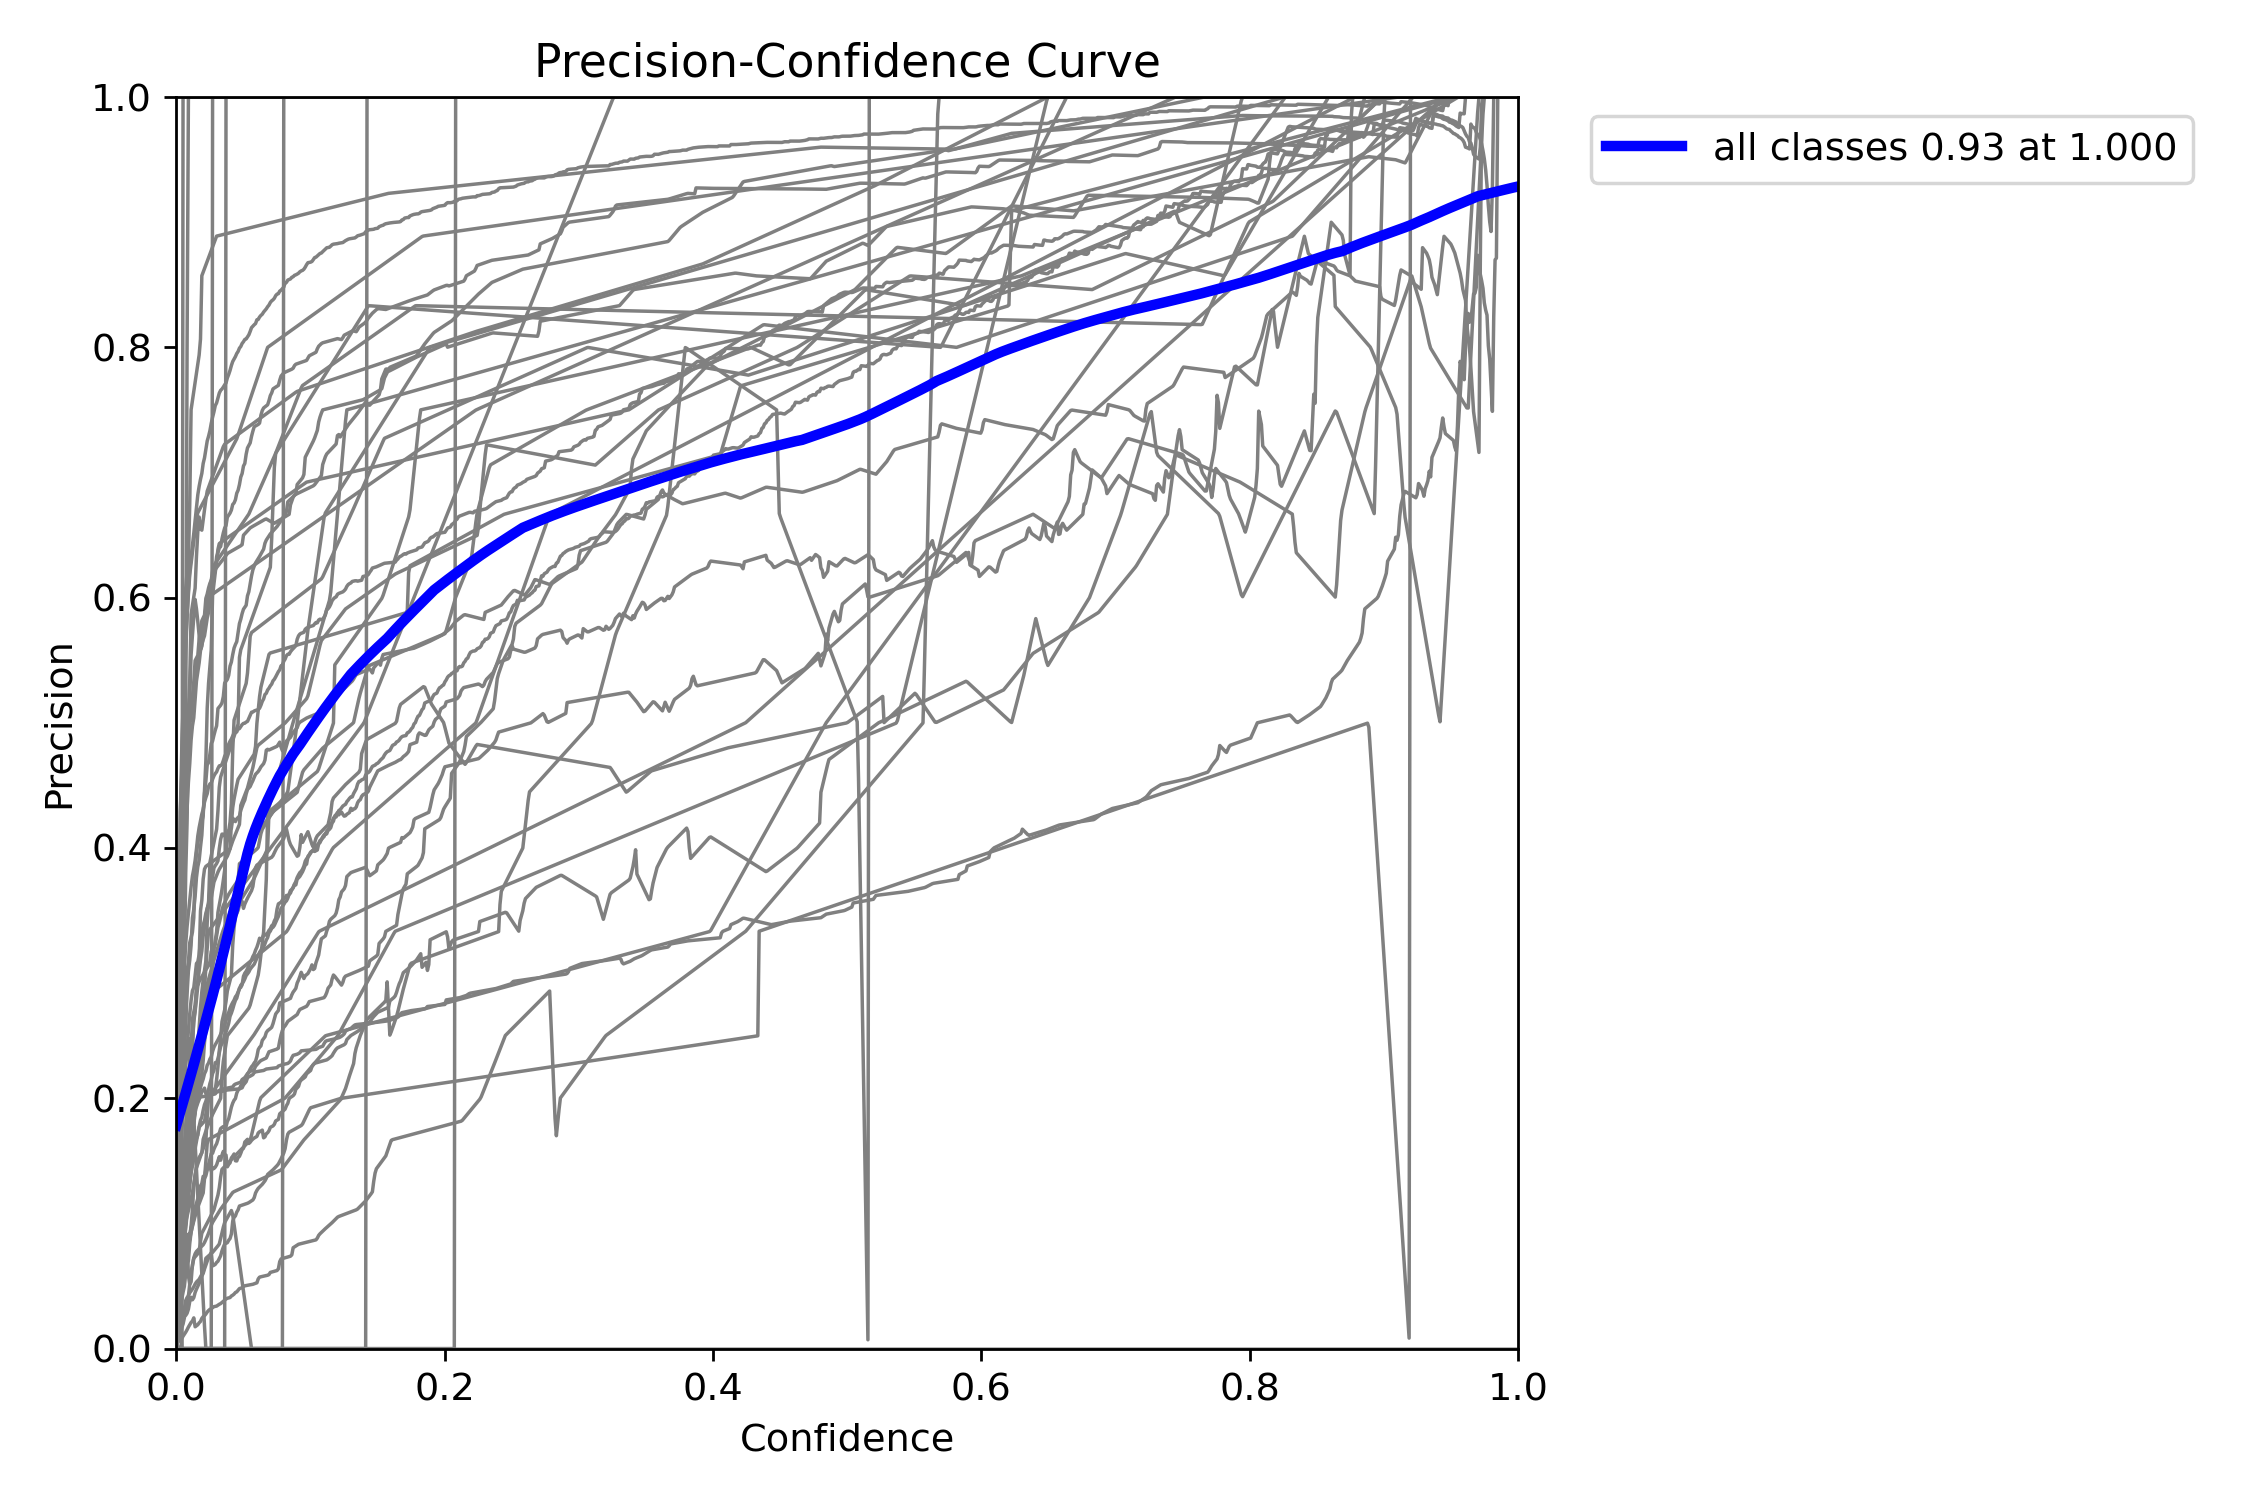 Precision-Confidence Curve
1.0
0.8
0.6
0.4
0.2
0.0
Precision
0.0 0.2 0.4 0.6 0.8 1.0
Confidence
all classes 0.93 at 1.000